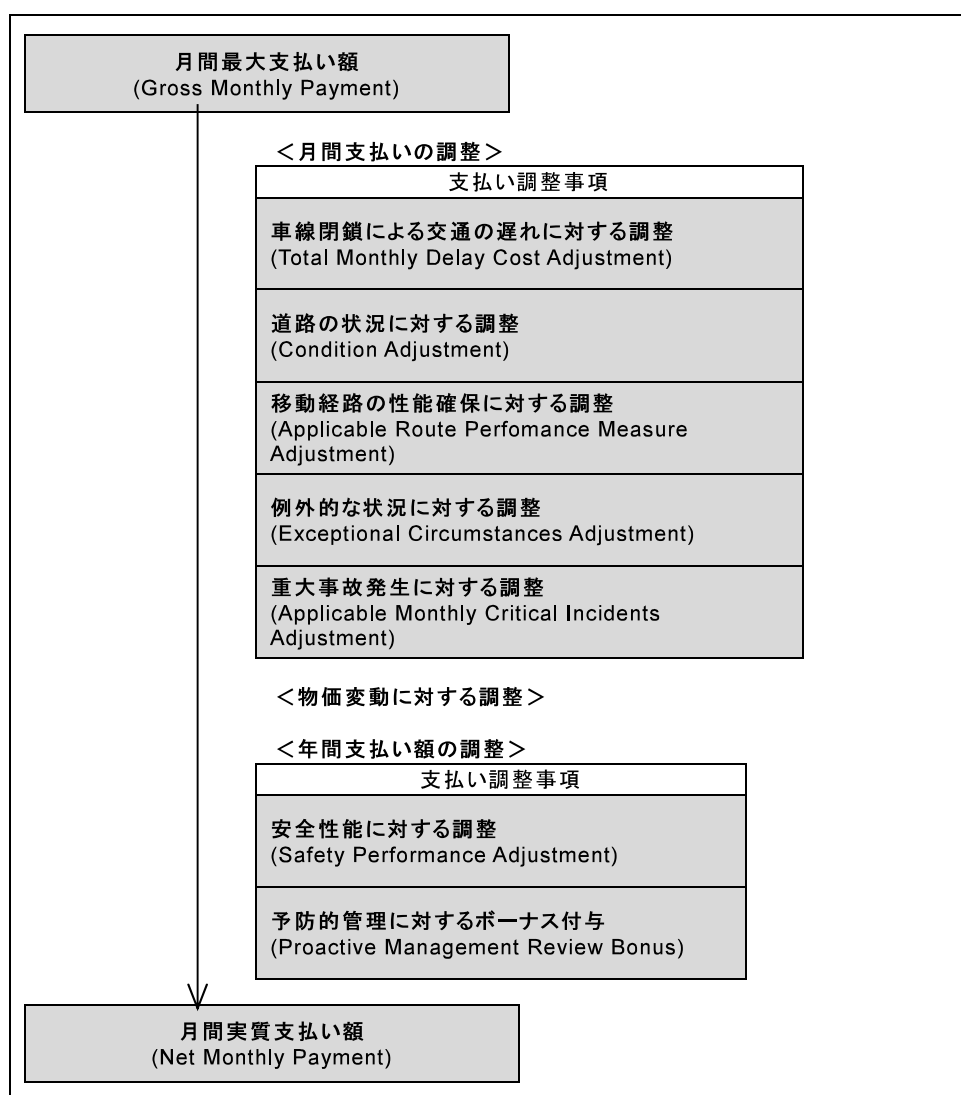 月間最大支払い額
(Gross Monthly Payment)
＜月間支払いの調整＞
支払い調整事項
車線閉鎖による交通の遅れに対する調整
(Total Monthly Delay Cost Adjustment)
道路の状況に対する調整
(Condition Adjustment)
移動経路の性能確保に対する調整
(Applicable Route Perfomance Measure
Adjustment)
例外的な状況に対する調整
(Exceptional Circumstances Adjustment)
重大事故発生に対する調整
(Applicable Monthly Critical Incidents
Adjustment)
＜物価変動に対する調整＞
＜年間支払い額の調整＞
支払い調整事項
安全性能に対する調整
(Safety Performance Adjustment)
予防的管理に対するボーナス付与
(Proactive Management Review Bonus)
月間実質支払い額
(Net Monthly Payment)